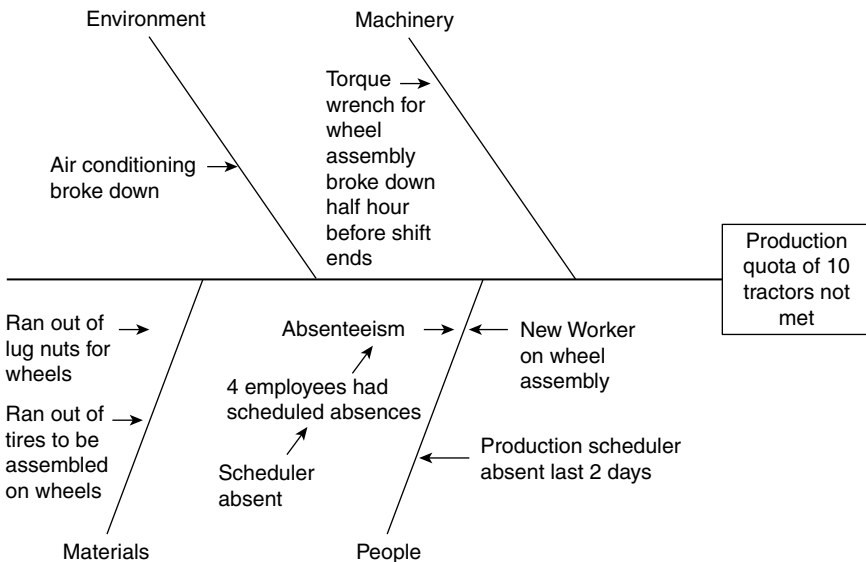 Environment
Machinery
Torque
wrench for
wheel
assembly
broke down
half hour
before shift
ends
Air conditioning
broke down
Production
quota of 10
tractors not
met
Ran out of
lug nuts for
wheels
Ran out of
tires to be
assembled
on wheels
Absenteeism
4 employees had
scheduled absences
Scheduler
absent
New Worker
on wheel
assembly
Production scheduler
absent last 2 days
Materials
People